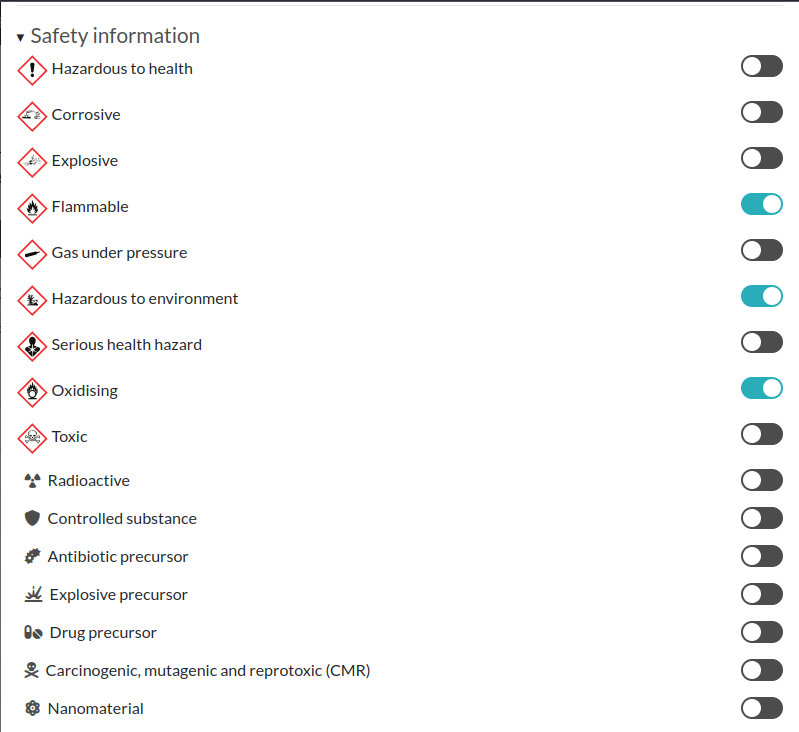 Safety information
Hazardous to health
Corrosive
Explosive
Flammable
Gas under pressure
Hazardous to environment
Serious health hazard
Oxidising
Toxic
Radioactive
Controlled substance
Antibiotic precursor
Explosive precursor
Drug precursor
Carcinogenic, mutagenic and reprotoxic (CMR)
Nanomaterial